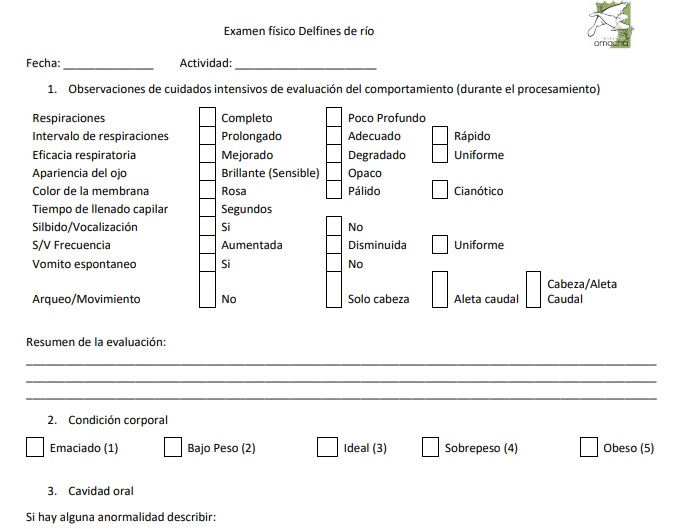 Examen físico Delfines de río
omacha
Fecha: ______________ Actividad: ______________________
1. Observaciones de cuidados intensivos de evaluación del comportamiento (durante el procesamiento)
Respiraciones Completo Poco Profundo
Intervalo de respiraciones Prolongado Adecuado Rápido
Eficacia respiratoria Mejorado Degradado Uniforme
Apariencia del ojo Brillante (Sensible) Opaco
Color de la membrana Rosa Pálido Cianótico
Tiempo de llenado capilar Segundos
Silbido/Vocalización Si No
S/V Frecuencia Aumentada Disminuida Uniforme
Vomito espontaneo Si No
Arqueo/Movimiento No Solo cabeza Aleta caudal Cabeza/Aleta
Caudal
Resumen de la evaluación:
2. Condición corporal
Emaciado (1) Bajo Peso (2) Ideal (3) Sobrepeso (4) Obeso (5)
3. Cavidad oral
Si hay alguna anormalidad describir: